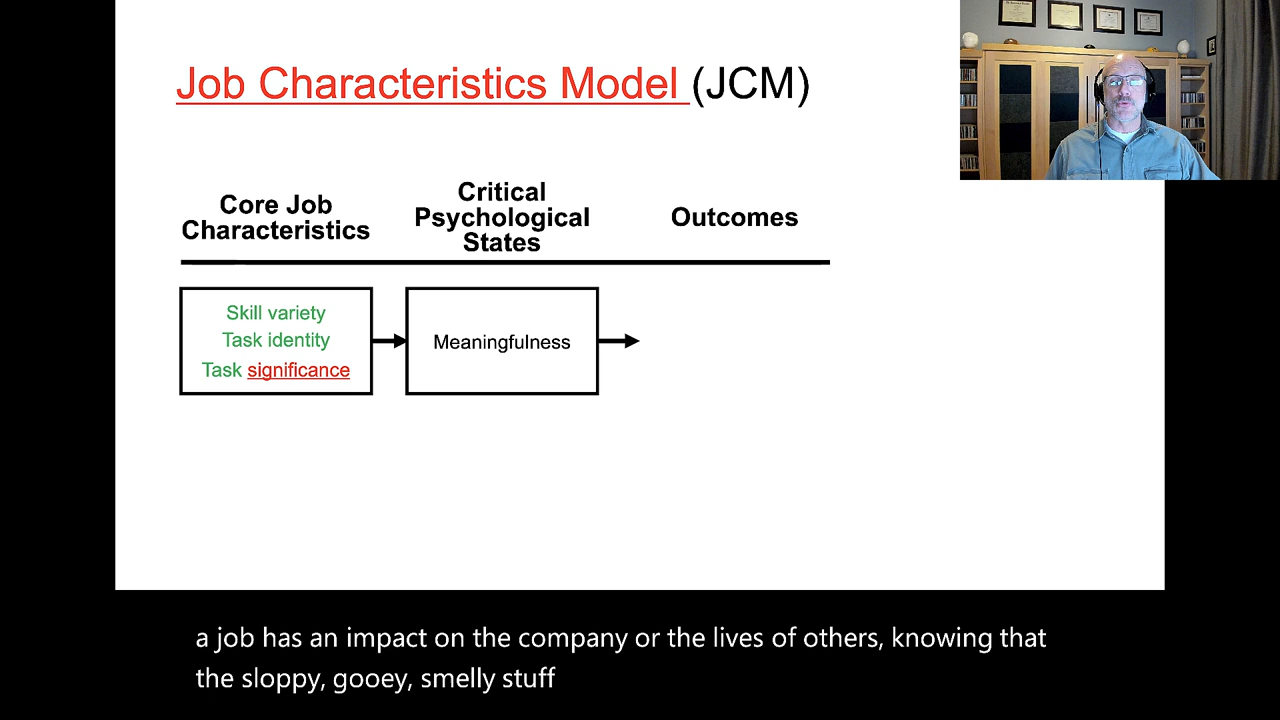 Job Characteristics Model (JCM)
Core Job
Characteristics
Critical
Psychological
States
Outcomes
Skill variety
Task identity
Task significance
Meaningfulness
a job has an impact on the company or the lives of others, knowing that
the sloppy, gooey, smelly stuff